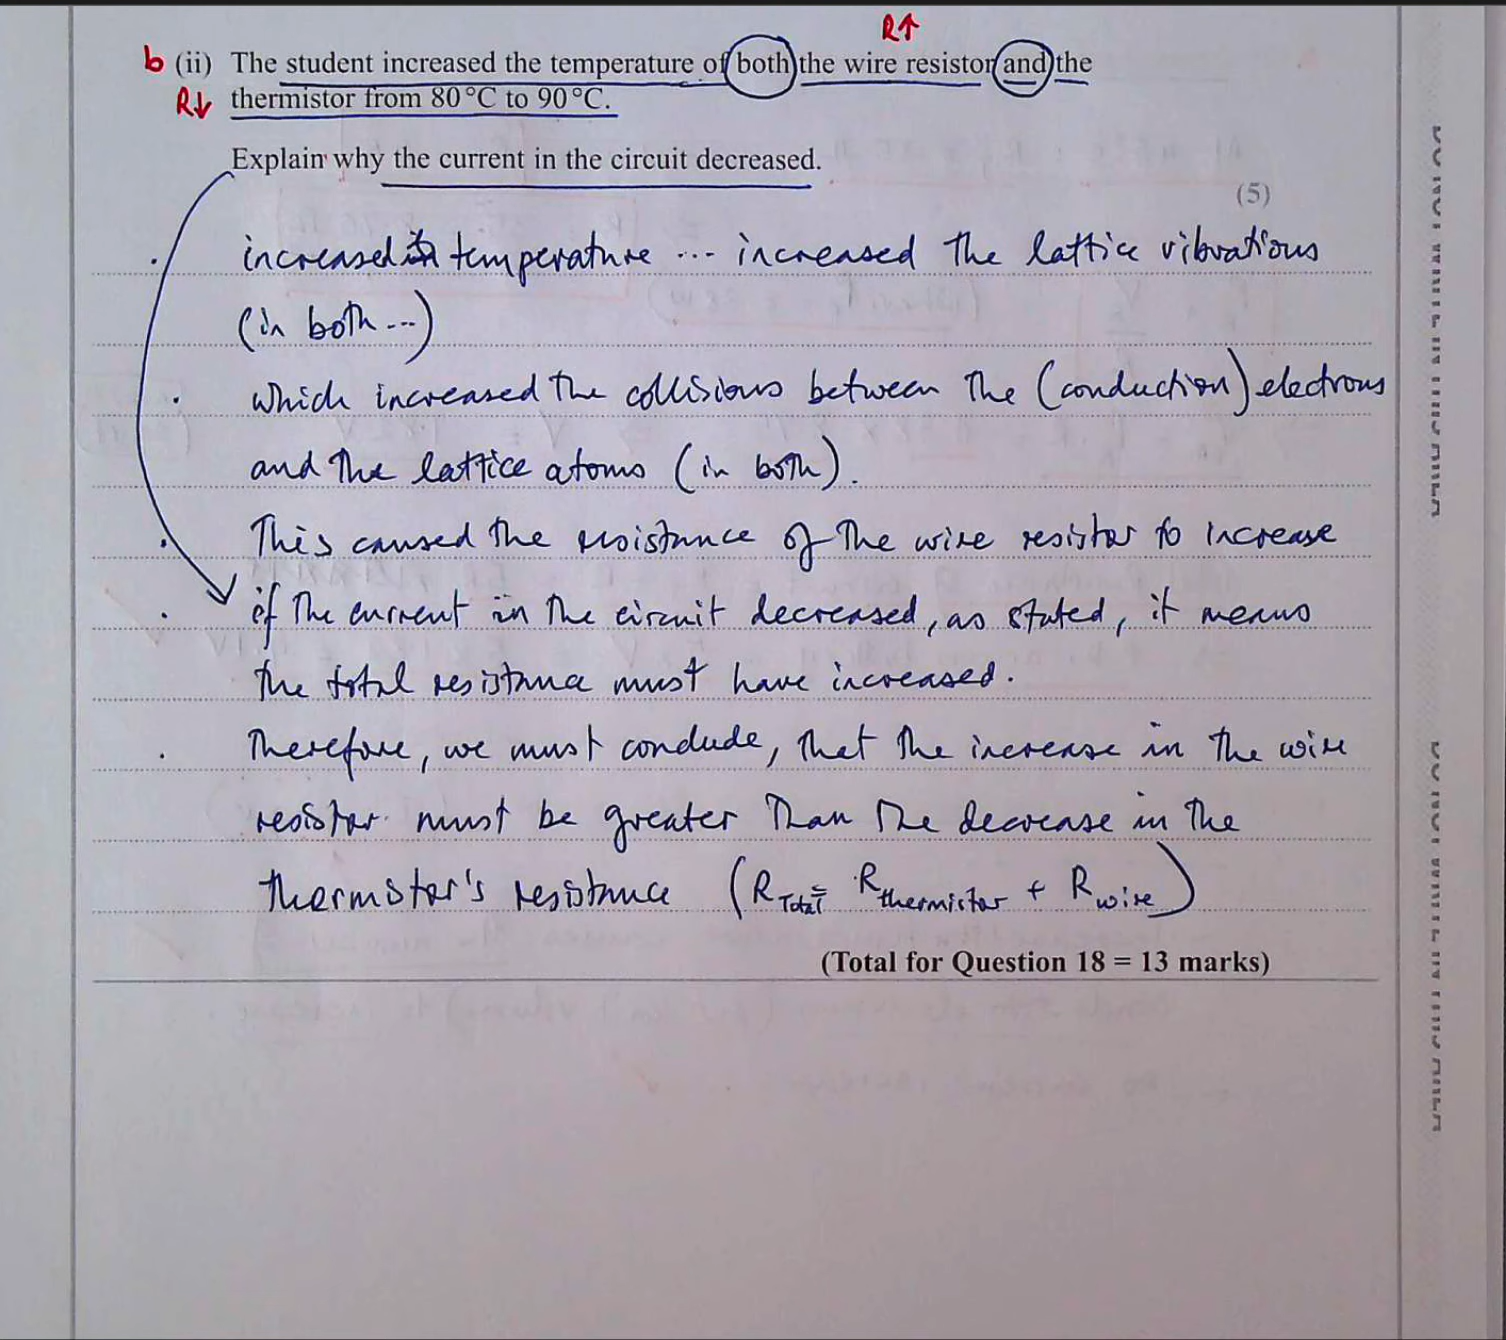 R↑
b (ii) The student increased the temperature of both the wire resistor and the
R↓ thermistor from 80 °C to 90 °C.
Explain why the current in the circuit decreased.
(5)
increased in temperature ... increased the lattice vibrations
(in both ...)
which increased the collisions between the (conduction) electrons
and the lattice atoms (in both).
This caused the resistance of the wire resistor to increase
if the current in the circuit decreased, as stated, it means
the total resistance must have increased.
Therefore, we must conclude, that the increase in the wire
resistor must be greater than the decrease in the
thermistor's resistance (R Total = R thermistor + R wire)
(Total for Question 18 = 13 marks)